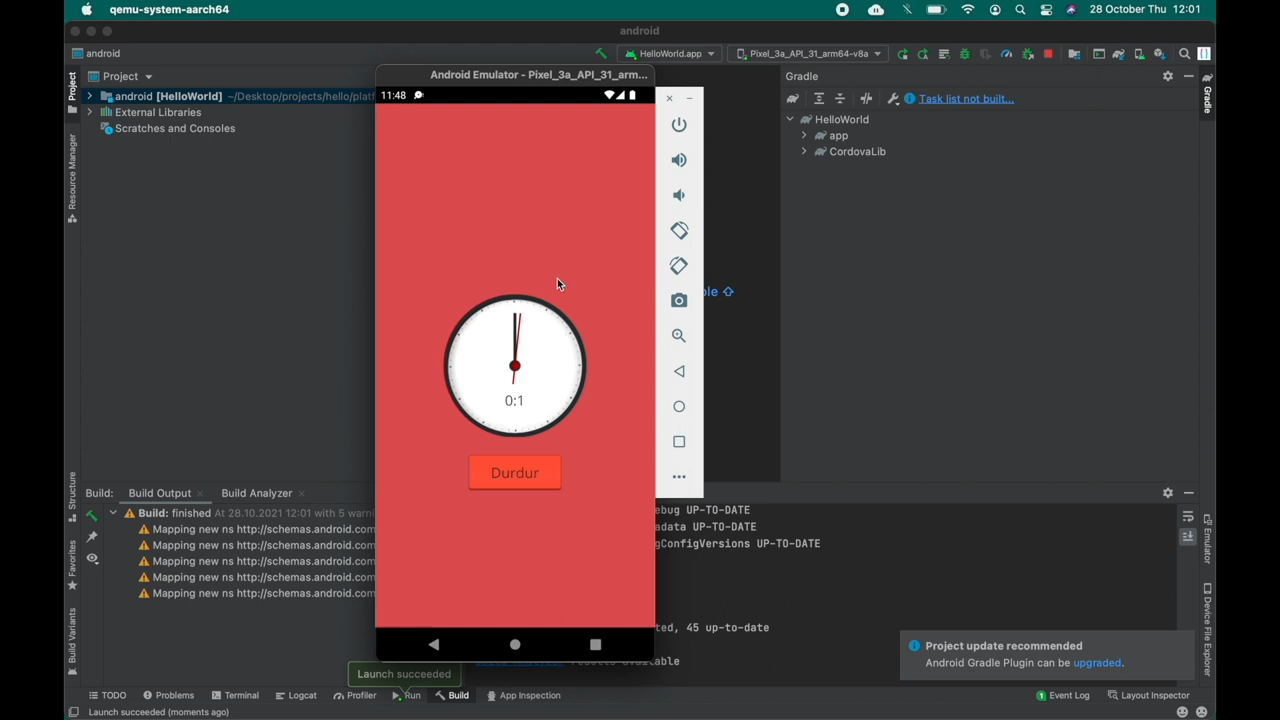 qemu-system-aarch64
28 October Thu 12:01
android
android
HelloWorld.app
Pixel_3a_API_31_arm64-v8a
Project
Android Emulator - Pixel_3a_API_31_arm...
Gradle
11:48
android [HelloWorld] ~/Desktop/projects/hello/platf
External Libraries
Scratches and Consoles
Task list not built...
HelloWorld
app
CordovaLib
Project
Resource Manager
Structure
Favorites
Build Variants
Gradle
Emulator
Device File Explorer
0:1
Durdur
Build:
Build Output
Build Analyzer
Build: finished At 28.10.2021 12:01 with 5 warni
Mapping new ns http://schemas.android.com
Mapping new ns http://schemas.android.com
Mapping new ns http://schemas.android.com
Mapping new ns http://schemas.android.com
Mapping new ns http://schemas.android.com
ebug UP-TO-DATE
adata UP-TO-DATE
gConfigVersions UP-TO-DATE
ted, 45 up-to-date
Project update recommended
Android Gradle Plugin can be upgraded.
Launch succeeded
TODO
Problems
Terminal
Logcat
Profiler
Run
Build
App Inspection
1 Event Log
Layout Inspector
Launch succeeded (moments ago)